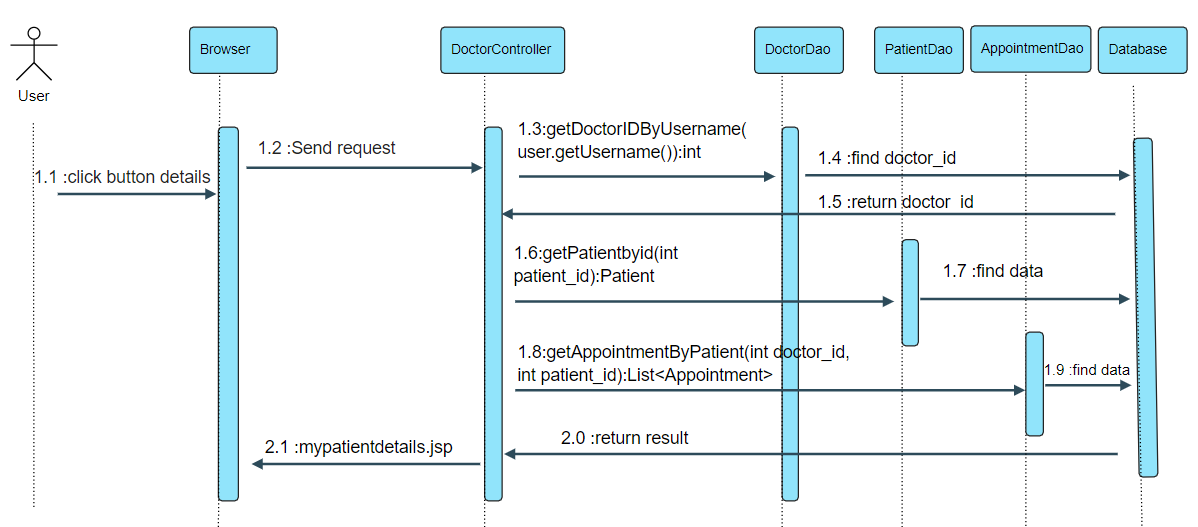 Browser
DoctorController
DoctorDao
PatientDao
AppointmentDao
Database
User
1.1 :click button details
1.2 :Send request
1.3:getDoctorIDByUsername(
user.getUsername()):int
1.4 :find doctor_id
1.5 :return doctor_id
1.6:getPatientbyid(int
patient_id):Patient
1.7 :find data
1.8:getAppointmentByPatient(int doctor_id,
int patient_id):List<Appointment>
1.9 :find data
2.0 :return result
2.1 :mypatientdetails.jsp